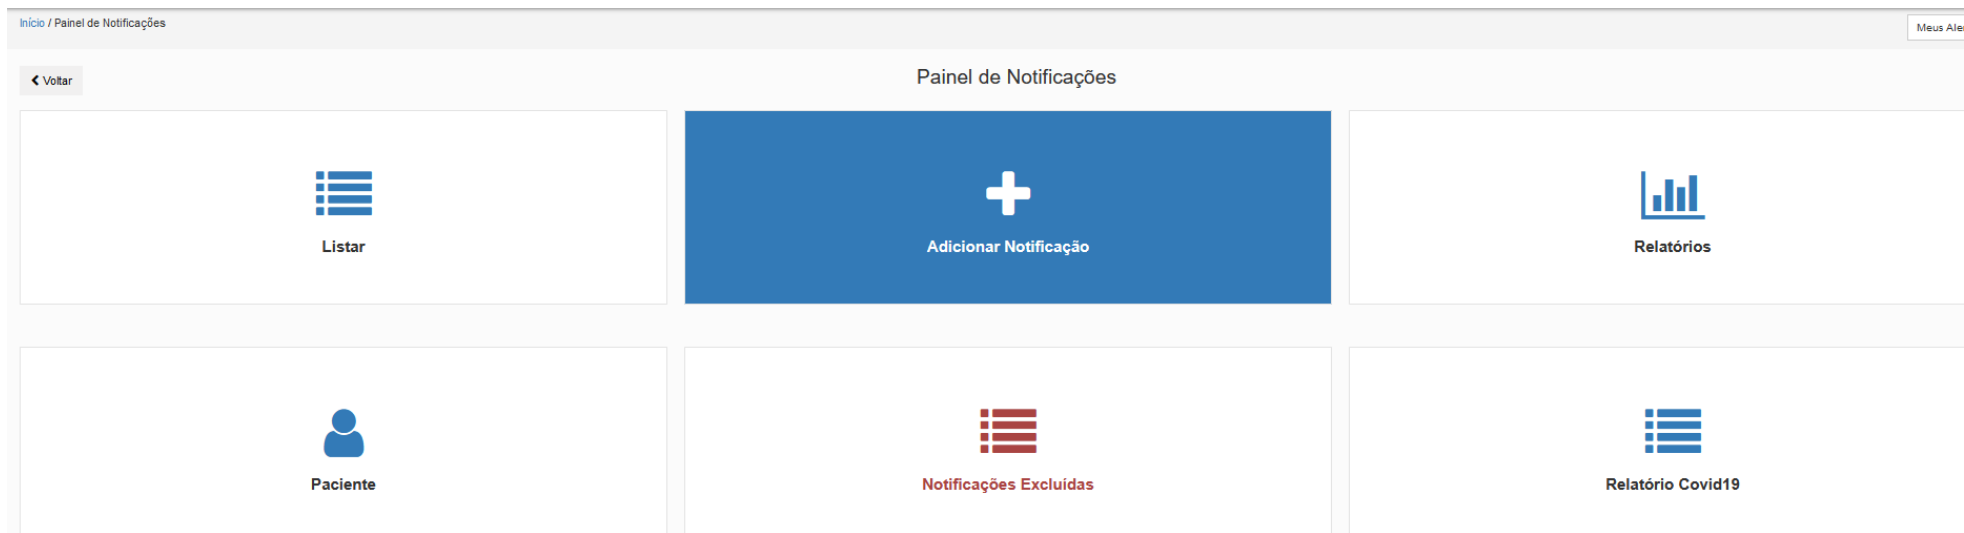 Início / Painel de Notificações
Meus Ale
Voltar
Painel de Notificações
Listar
Adicionar Notificação
Relatórios
Paciente
Notificações Excluidas
Relatório Covid19